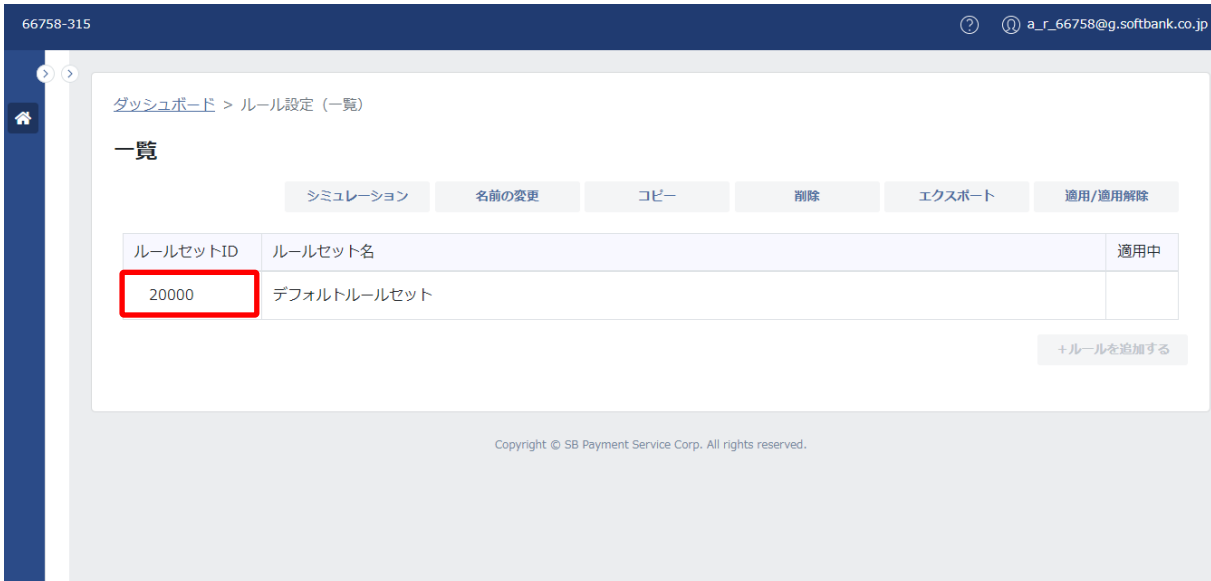 66758-315
a_r_66758@g.softbank.co.jp
ダッシュボード > ルール設定（一覧）
一覧
シミュレーション 名前の変更 コピー 削除 エクスポート 適用/適用解除
ルールセットID ルールセット名 適用中
20000 デフォルトルールセット
+ルールを追加する
Copyright © SB Payment Service Corp. All rights reserved.